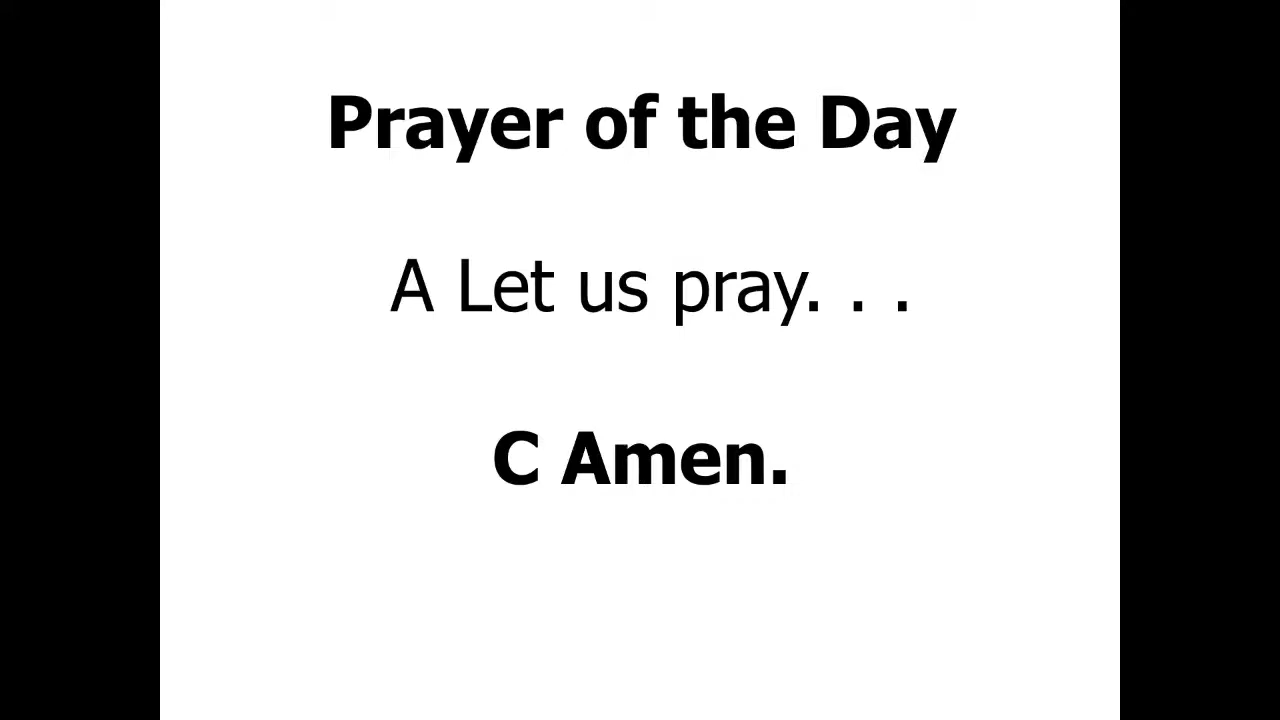 Prayer of the Day
A Let us pray. . .
C Amen.